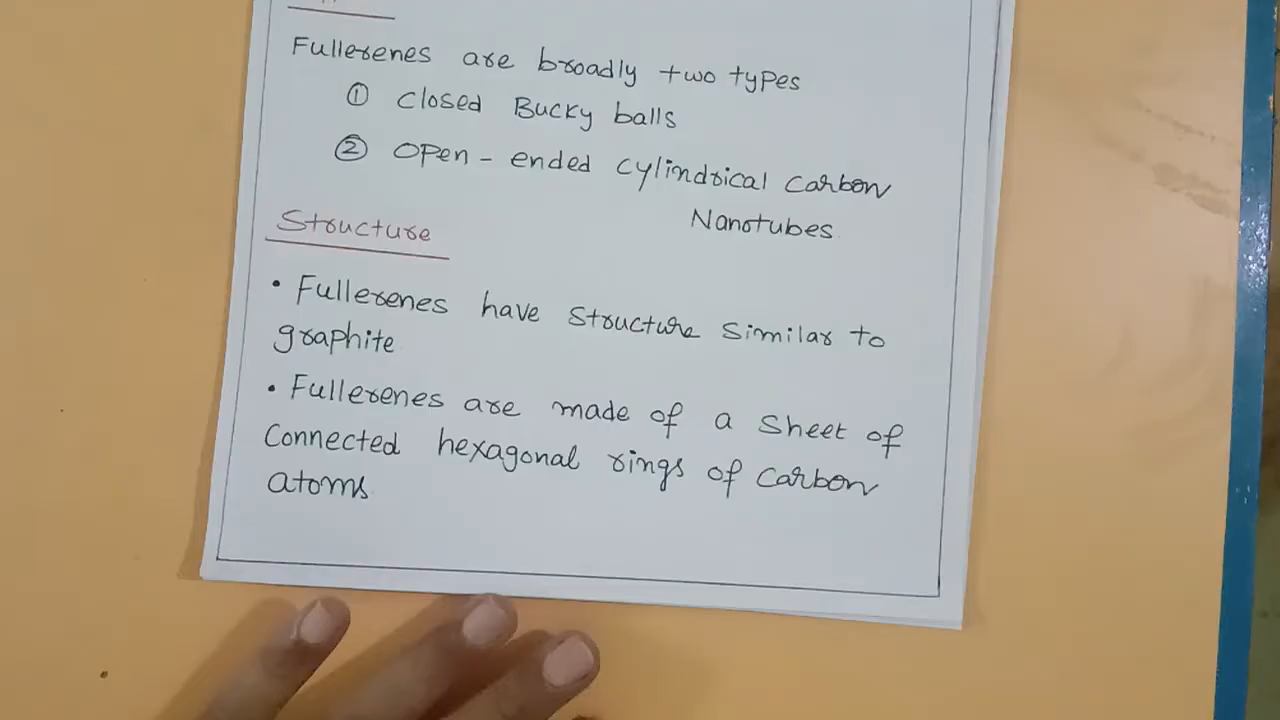 Fullerenes are broadly two types
① closed Bucky balls
② open - ended cylindrical carbon
Nanotubes.
Structure
• Fullerenes have structure similar to
graphite.
• Fullerenes are made of a sheet of
connected hexagonal rings of carbon
atoms.